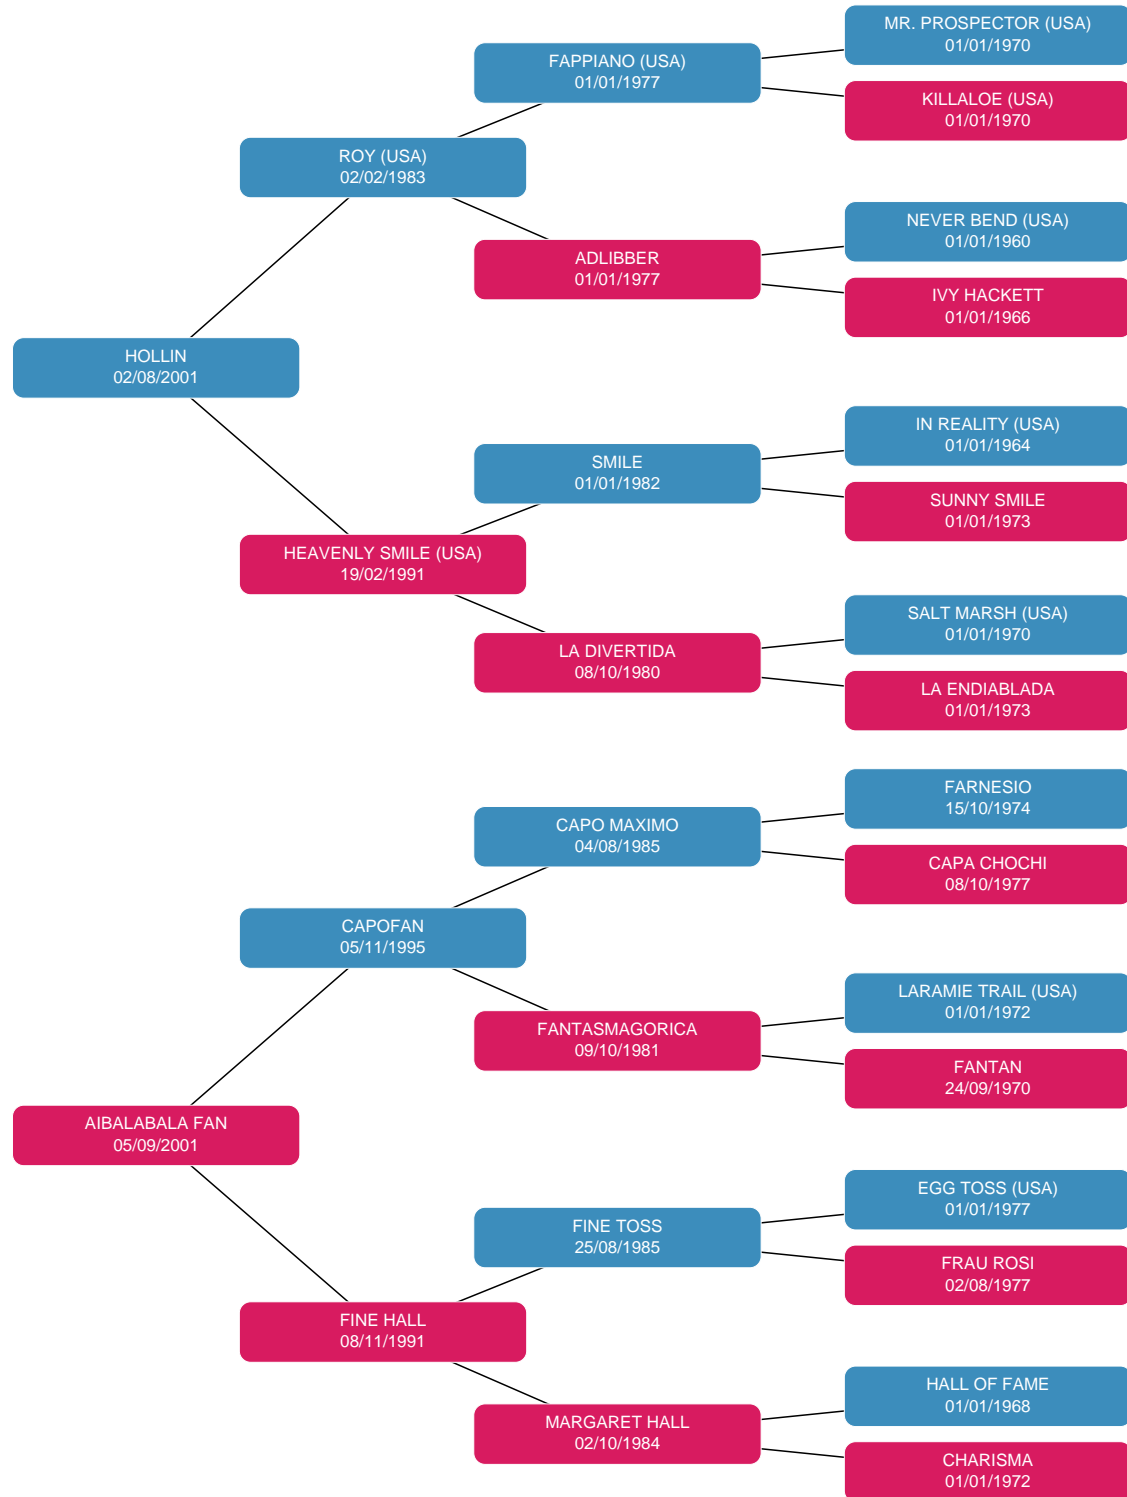 MR. PROSPECTOR (USA)
01/01/1970
FAPPIANO (USA)
01/01/1977
KILLALOE (USA)
01/01/1970
ROY (USA)
02/02/1983
NEVER BEND (USA)
01/01/1960
ADLIBBER
01/01/1977
IVY HACKETT
01/01/1966
HOLLIN
02/08/2001
IN REALITY (USA)
01/01/1964
SMILE
01/01/1982
SUNNY SMILE
01/01/1973
HEAVENLY SMILE (USA)
19/02/1991
SALT MARSH (USA)
01/01/1970
LA DIVERTIDA
08/10/1980
LA ENDIABLADA
01/01/1973
FARNESIO
15/10/1974
CAPO MAXIMO
04/08/1985
CAPA CHOCHI
08/10/1977
CAPOFAN
05/11/1995
LARAMIE TRAIL (USA)
01/01/1972
FANTASMAGORICA
09/10/1981
FANTAN
24/09/1970
AIBALABALA FAN
05/09/2001
EGG TOSS (USA)
01/01/1977
FINE TOSS
25/08/1985
FRAU ROSI
02/08/1977
FINE HALL
08/11/1991
HALL OF FAME
01/01/1968
MARGARET HALL
02/10/1984
CHARISMA
01/01/1972